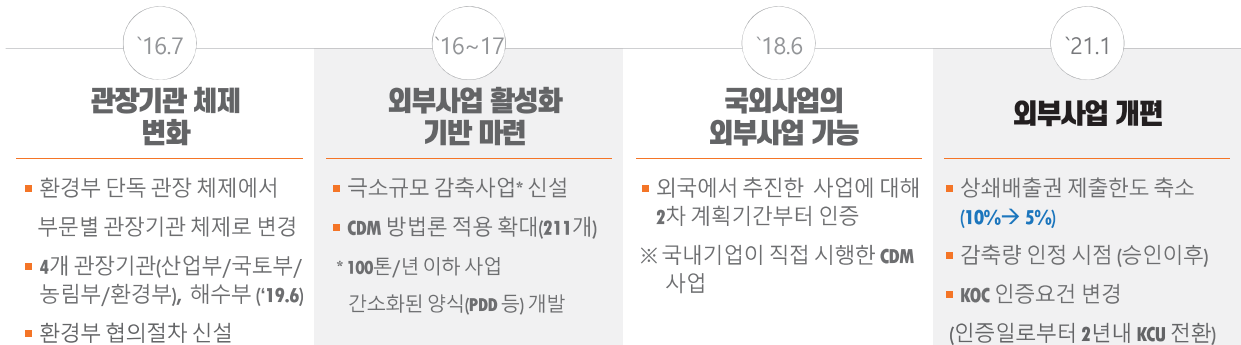 `16.7
관장기관 체제
변화
▪ 환경부 단독 관장 체제에서
부문별 관장기관 체제로 변경
▪ 4개 관장기관(산업부/국토부/
농림부/환경부), 해수부 (‘19.6)
▪ 환경부 협의절차 신설
`16~17
외부사업 활성화
기반 마련
▪ 극소규모 감축사업* 신설
▪ CDM 방법론 적용 확대(211개)
* 100톤/년 이하 사업
간소화된 양식(PDD 등) 개발
`18.6
국외사업의
외부사업 가능
▪ 외국에서 추진한 사업에 대해
2차 계획기간부터 인증
※ 국내기업이 직접 시행한 CDM
사업
`21.1
외부사업 개편
▪ 상쇄배출권 제출한도 축소
(10%→ 5%)
▪ 감축량 인정 시점 (승인이후)
▪ KOC 인증요건 변경
(인증일로부터 2년내 KCU 전환)